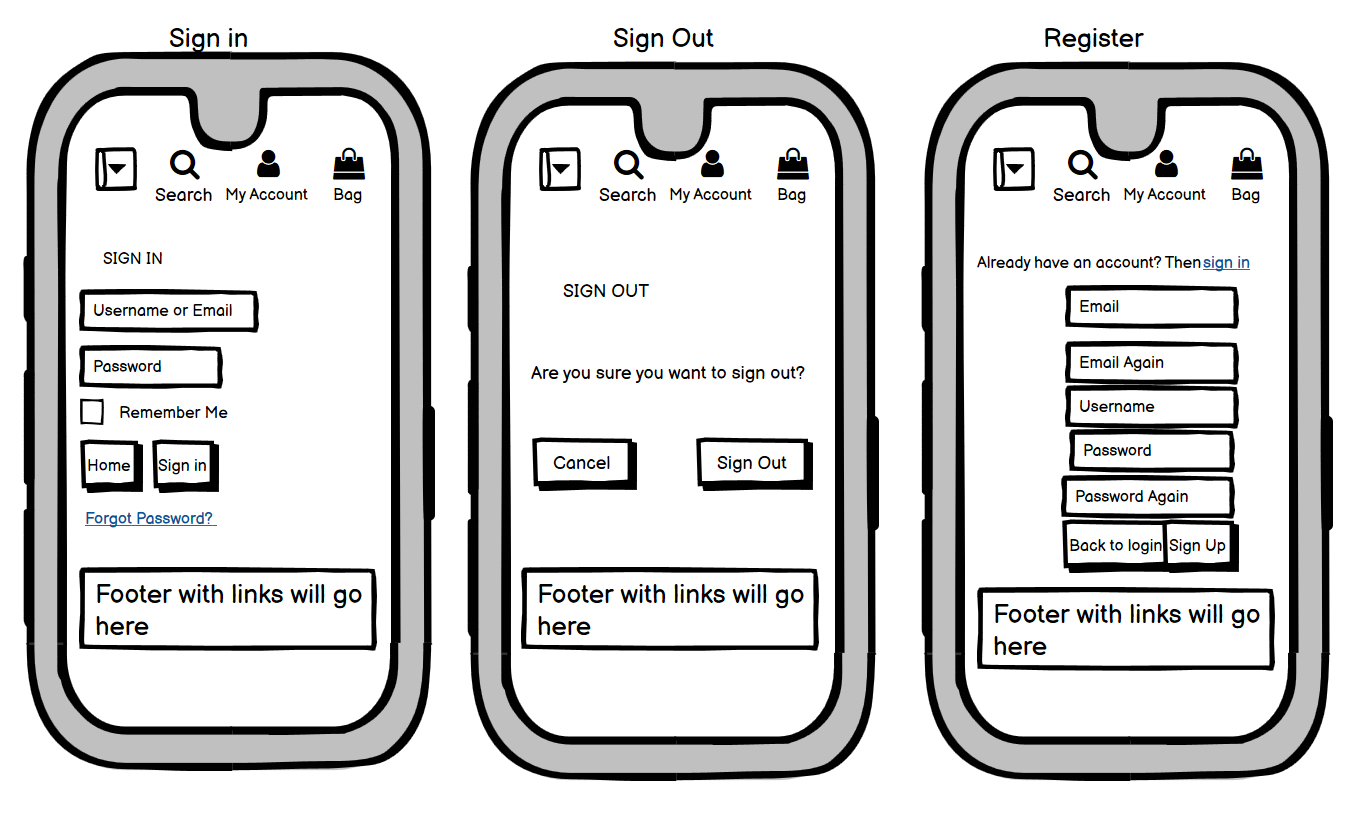 Sign in
Search
My Account
Bag
SIGN IN
Username or Email
Password
Remember Me
Home
Sign in
Forgot Password?
Footer with links will go
here
Sign Out
Search
My Account
Bag
SIGN OUT
Are you sure you want to sign out?
Cancel
Sign Out
Footer with links will go
here
Register
Search
My Account
Bag
Already have an account? Then sign in
Email
Email Again
Username
Password
Password Again
Back to login
Sign Up
Footer with links will go
here